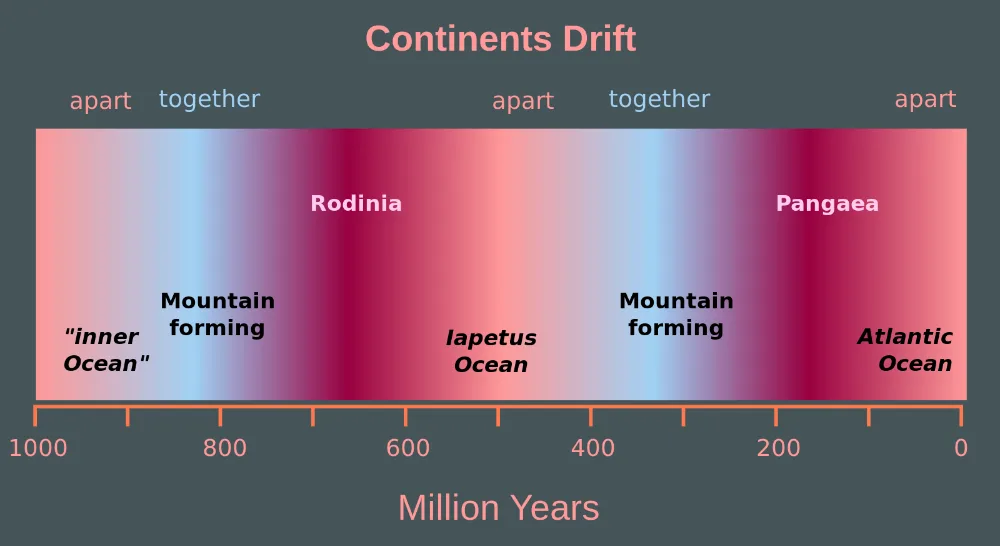 Continents Drift
apart together apart together apart
Rodinia Pangaea
Mountain forming Mountain forming
"inner Ocean" Iapetus Ocean Atlantic Ocean
1000 800 600 400 200 0
Million Years